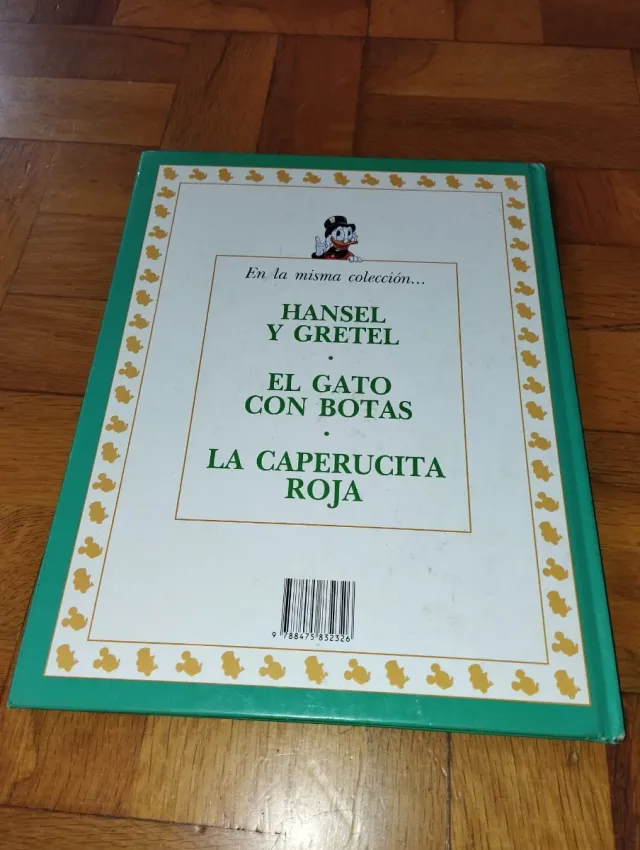 En la misma colección...
HANSEL
Y GRETEL
•
EL GATO
CON BOTAS
•
LA CAPERUCITA
ROJA
9 788475 832326